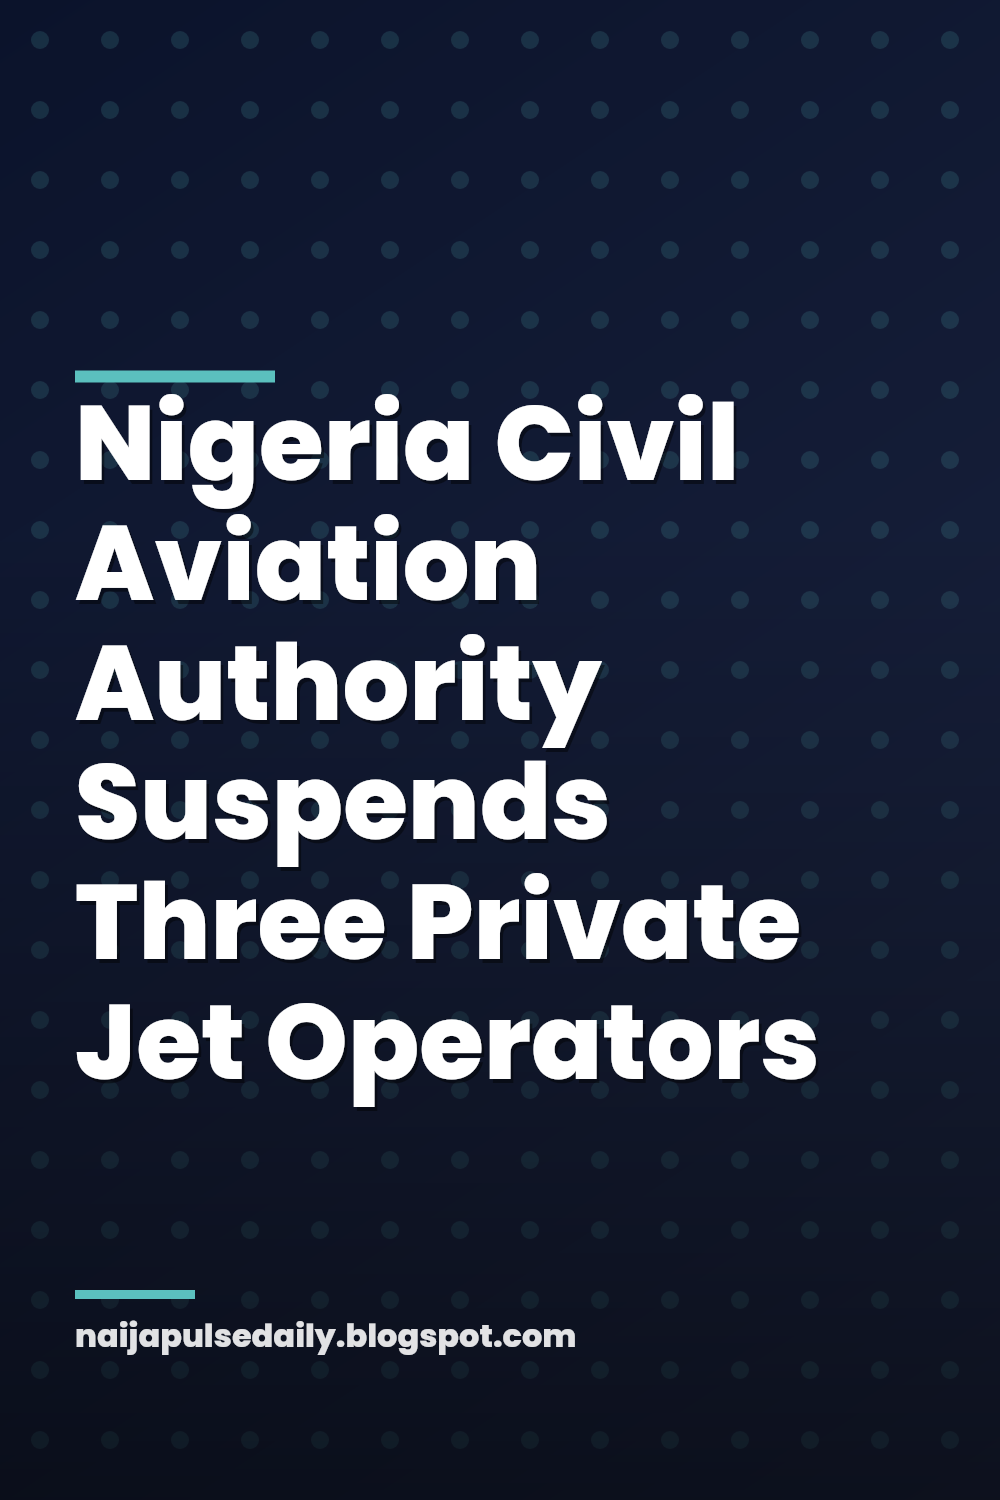 Nigeria Civil
Aviation
Authority
Suspends
Three Private
Jet Operators
naijapulsedaily.blogspot.com